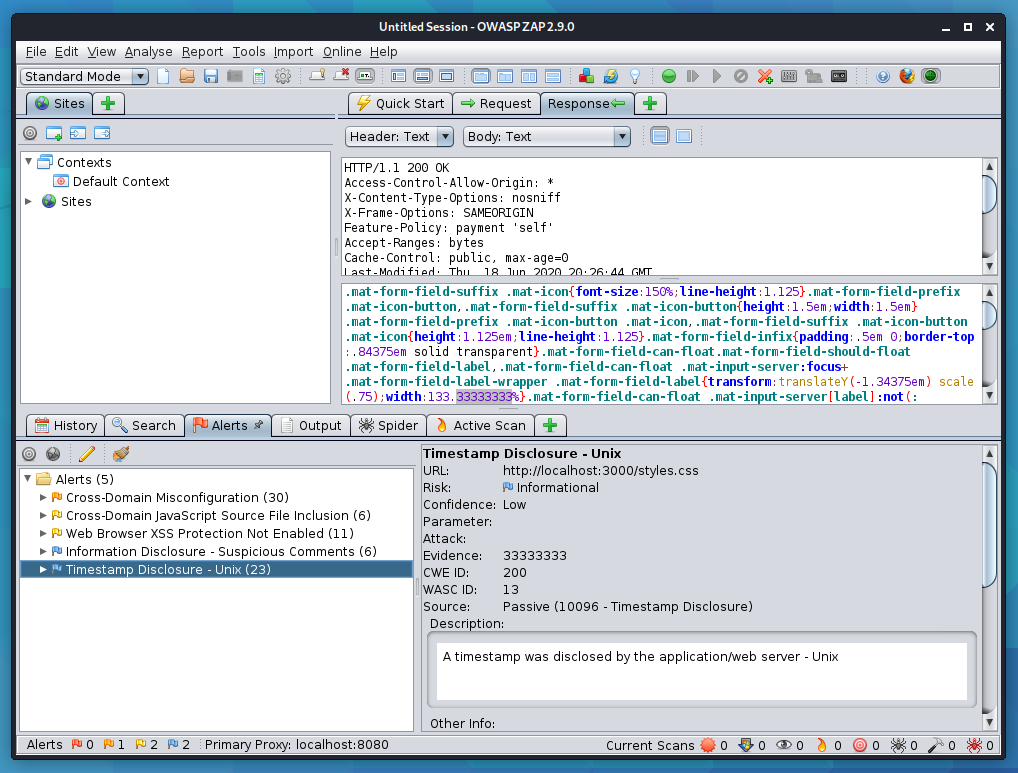 Untitled Session - OWASP ZAP 2.9.0
File Edit View Analyse Report Tools Import Online Help
Standard Mode
Sites
Quick Start Request Response
Header: Text Body: Text
Contexts
Default Context
Sites
HTTP/1.1 200 OK
Access-Control-Allow-Origin: *
X-Content-Type-Options: nosniff
X-Frame-Options: SAMEORIGIN
Feature-Policy: payment 'self'
Accept-Ranges: bytes
Cache-Control: public, max-age=0
Last-Modified: Thu, 18 Jun 2020 20:26:44 GMT
.mat-form-field-suffix .mat-icon{font-size:150%;line-height:1.125}.mat-form-field-prefix
.mat-icon-button,.mat-form-field-suffix .mat-icon-button{height:1.5em;width:1.5em}
.mat-form-field-prefix .mat-icon-button .mat-icon,.mat-form-field-suffix .mat-icon-button
.mat-icon{height:1.125em;line-height:1.125}.mat-form-field-infix{padding:.5em 0;border-top
:.84375em solid transparent}.mat-form-field-can-float.mat-form-field-should-float
.mat-form-field-label,.mat-form-field-can-float .mat-input-server:focus+
.mat-form-field-label-wrapper .mat-form-field-label{transform:translateY(-1.34375em) scale
(.75);width:133.33333333%}.mat-form-field-can-float .mat-input-server[label]:not(:
History Search Alerts Output Spider Active Scan
Alerts (5)
Cross-Domain Misconfiguration (30)
Cross-Domain JavaScript Source File Inclusion (6)
Web Browser XSS Protection Not Enabled (11)
Information Disclosure - Suspicious Comments (6)
Timestamp Disclosure - Unix (23)
Timestamp Disclosure - Unix
URL: http://localhost:3000/styles.css
Risk: Informational
Confidence: Low
Parameter:
Attack:
Evidence: 33333333
CWE ID: 200
WASC ID: 13
Source: Passive (10096 - Timestamp Disclosure)
Description:
A timestamp was disclosed by the application/web server - Unix
Other Info:
Alerts 0 1 2 2 Primary Proxy: localhost:8080 Current Scans 0 0 0 0 0 0 0 0